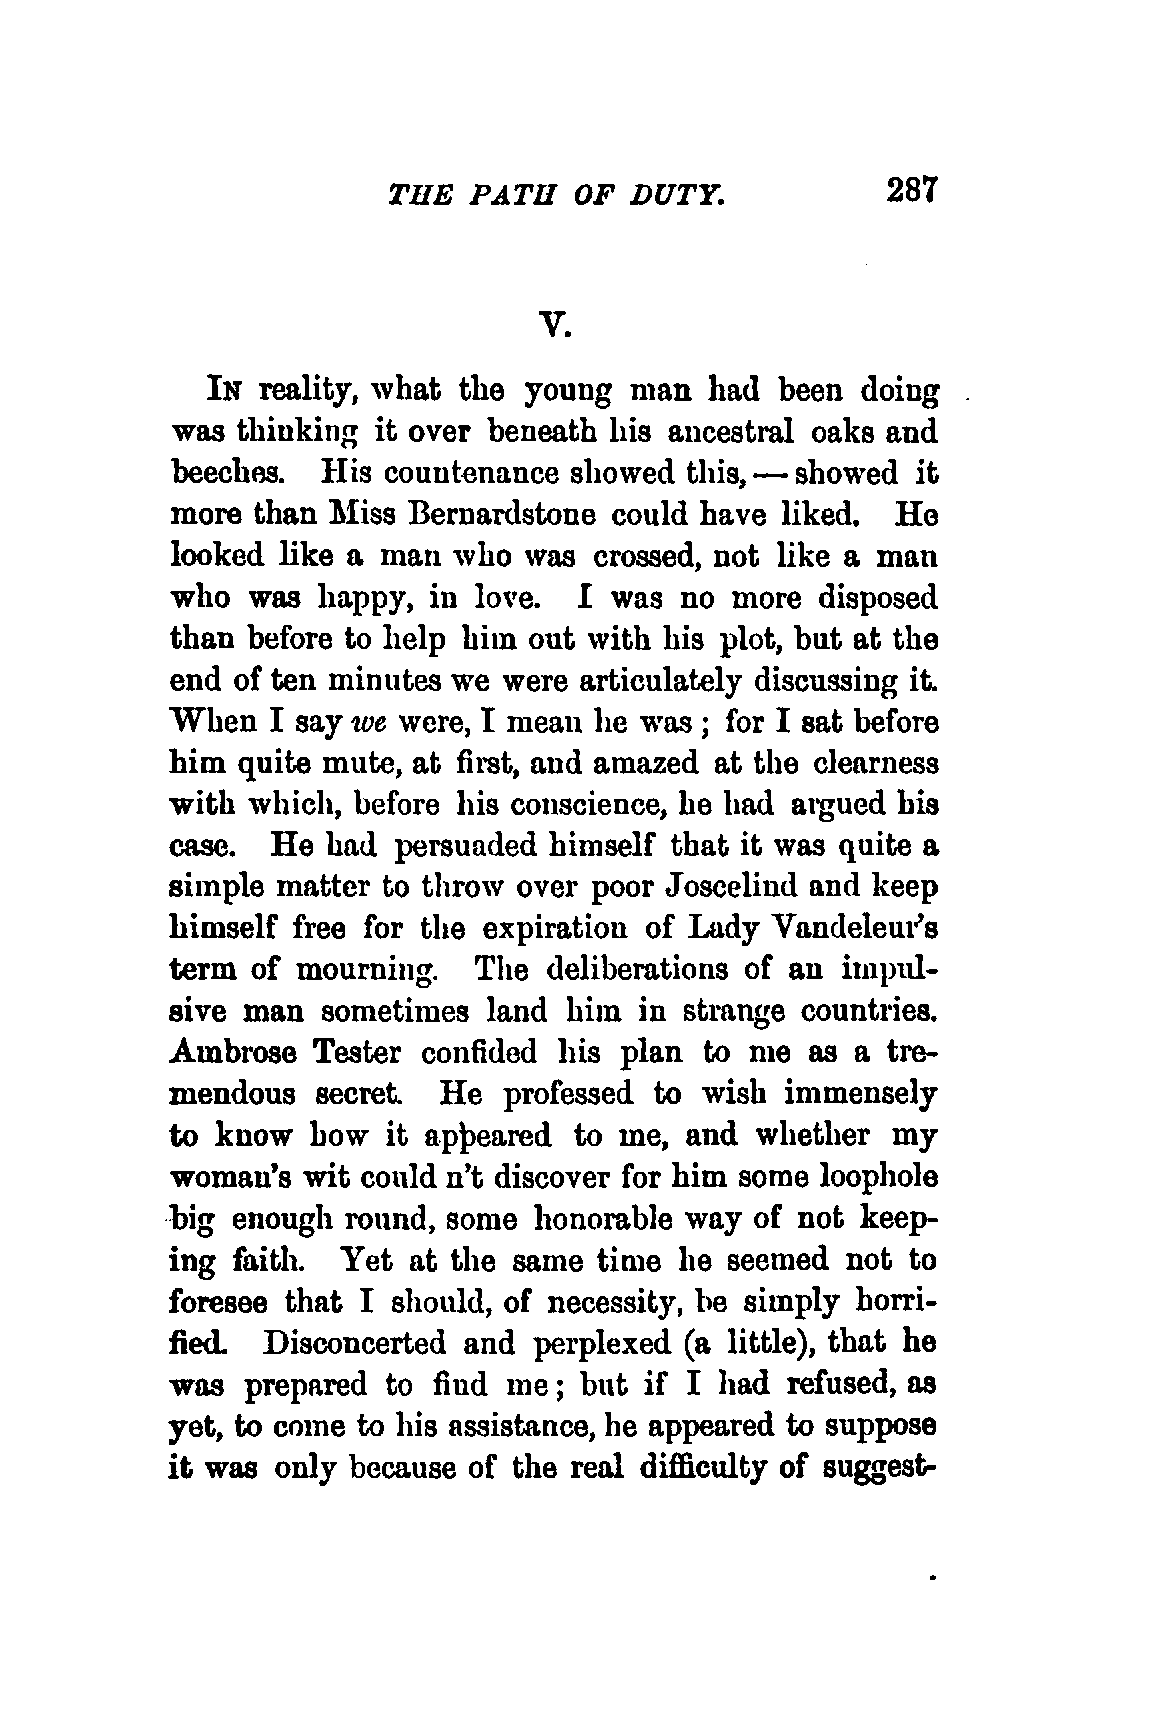 THE PATH OF DUTY. 287
V.
In reality, what the young man had been doing
was thinking it over beneath his ancestral oaks and
beeches. His countenance showed this, — showed it
more than Miss Bernardstone could have liked. He
looked like a man who was crossed, not like a man
who was happy, in love. I was no more disposed
than before to help him out with his plot, but at the
end of ten minutes we were articulately discussing it.
When I say we were, I mean he was; for I sat before
him quite mute, at first, and amazed at the clearness
with which, before his conscience, he had argued his
case. He had persuaded himself that it was quite a
simple matter to throw over poor Joscelind and keep
himself free for the expiration of Lady Vandeleur's
term of mourning. The deliberations of an impul-
sive man sometimes land him in strange countries.
Ambrose Tester confided his plan to me as a tre-
mendous secret. He professed to wish immensely
to know how it appeared to me, and whether my
woman's wit could n't discover for him some loophole
big enough round, some honorable way of not keep-
ing faith. Yet at the same time he seemed not to
foresee that I should, of necessity, be simply horri-
fied. Disconcerted and perplexed (a little), that he
was prepared to find me; but if I had refused, as
yet, to come to his assistance, he appeared to suppose
it was only because of the real difficulty of suggest-